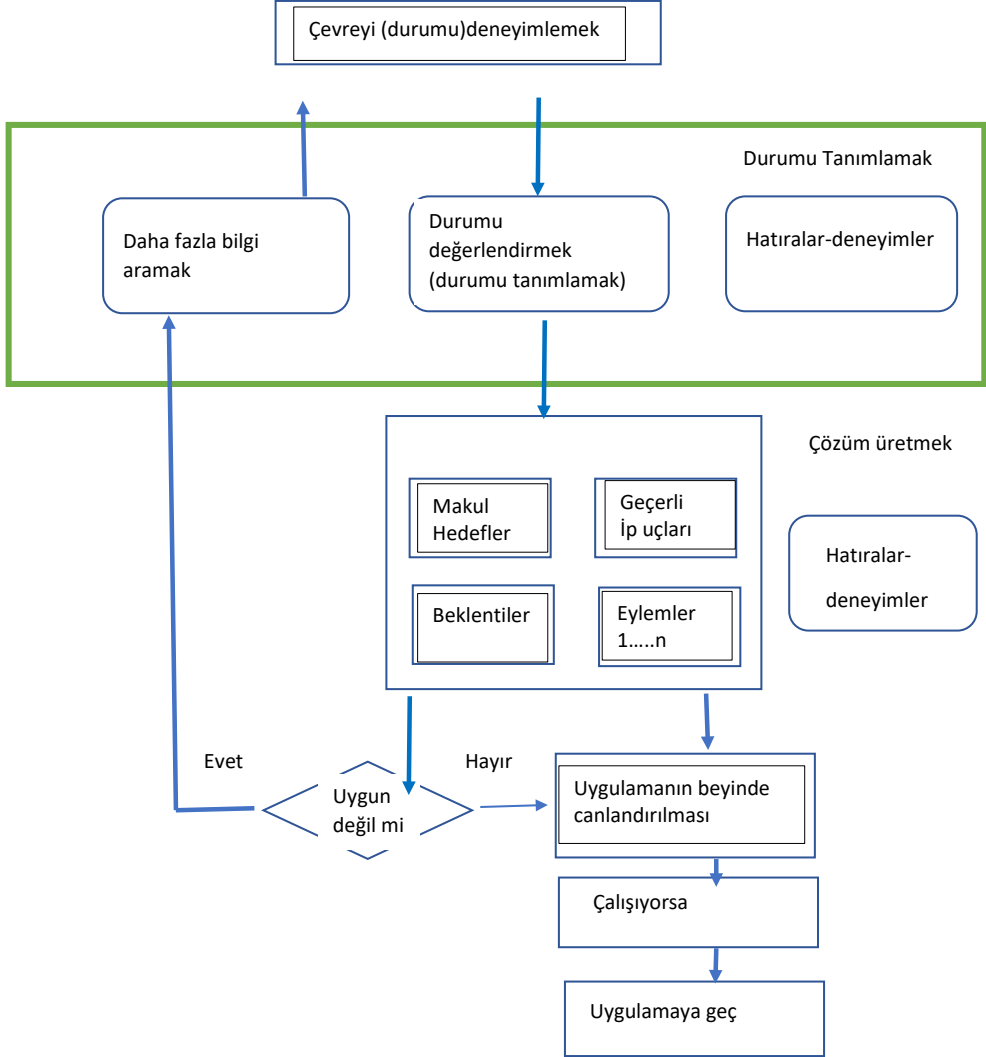 Çevreyi (durumu)deneyimlemek
Durumu Tanımlamak
Daha fazla bilgi
aramak
Durumu
değerlendirmek
(durumu tanımlamak)
Hatıralar-deneyimler
Çözüm üretmek
Makul
Hedefler
Geçerli
İp uçları
Beklentiler
Eylemler
1.....n
Hatıralar-
deneyimler
Evet
Hayır
Uygun
değil mi
Uygulamanın beyinde
canlandırılması
Çalışıyorsa
Uygulamaya geç